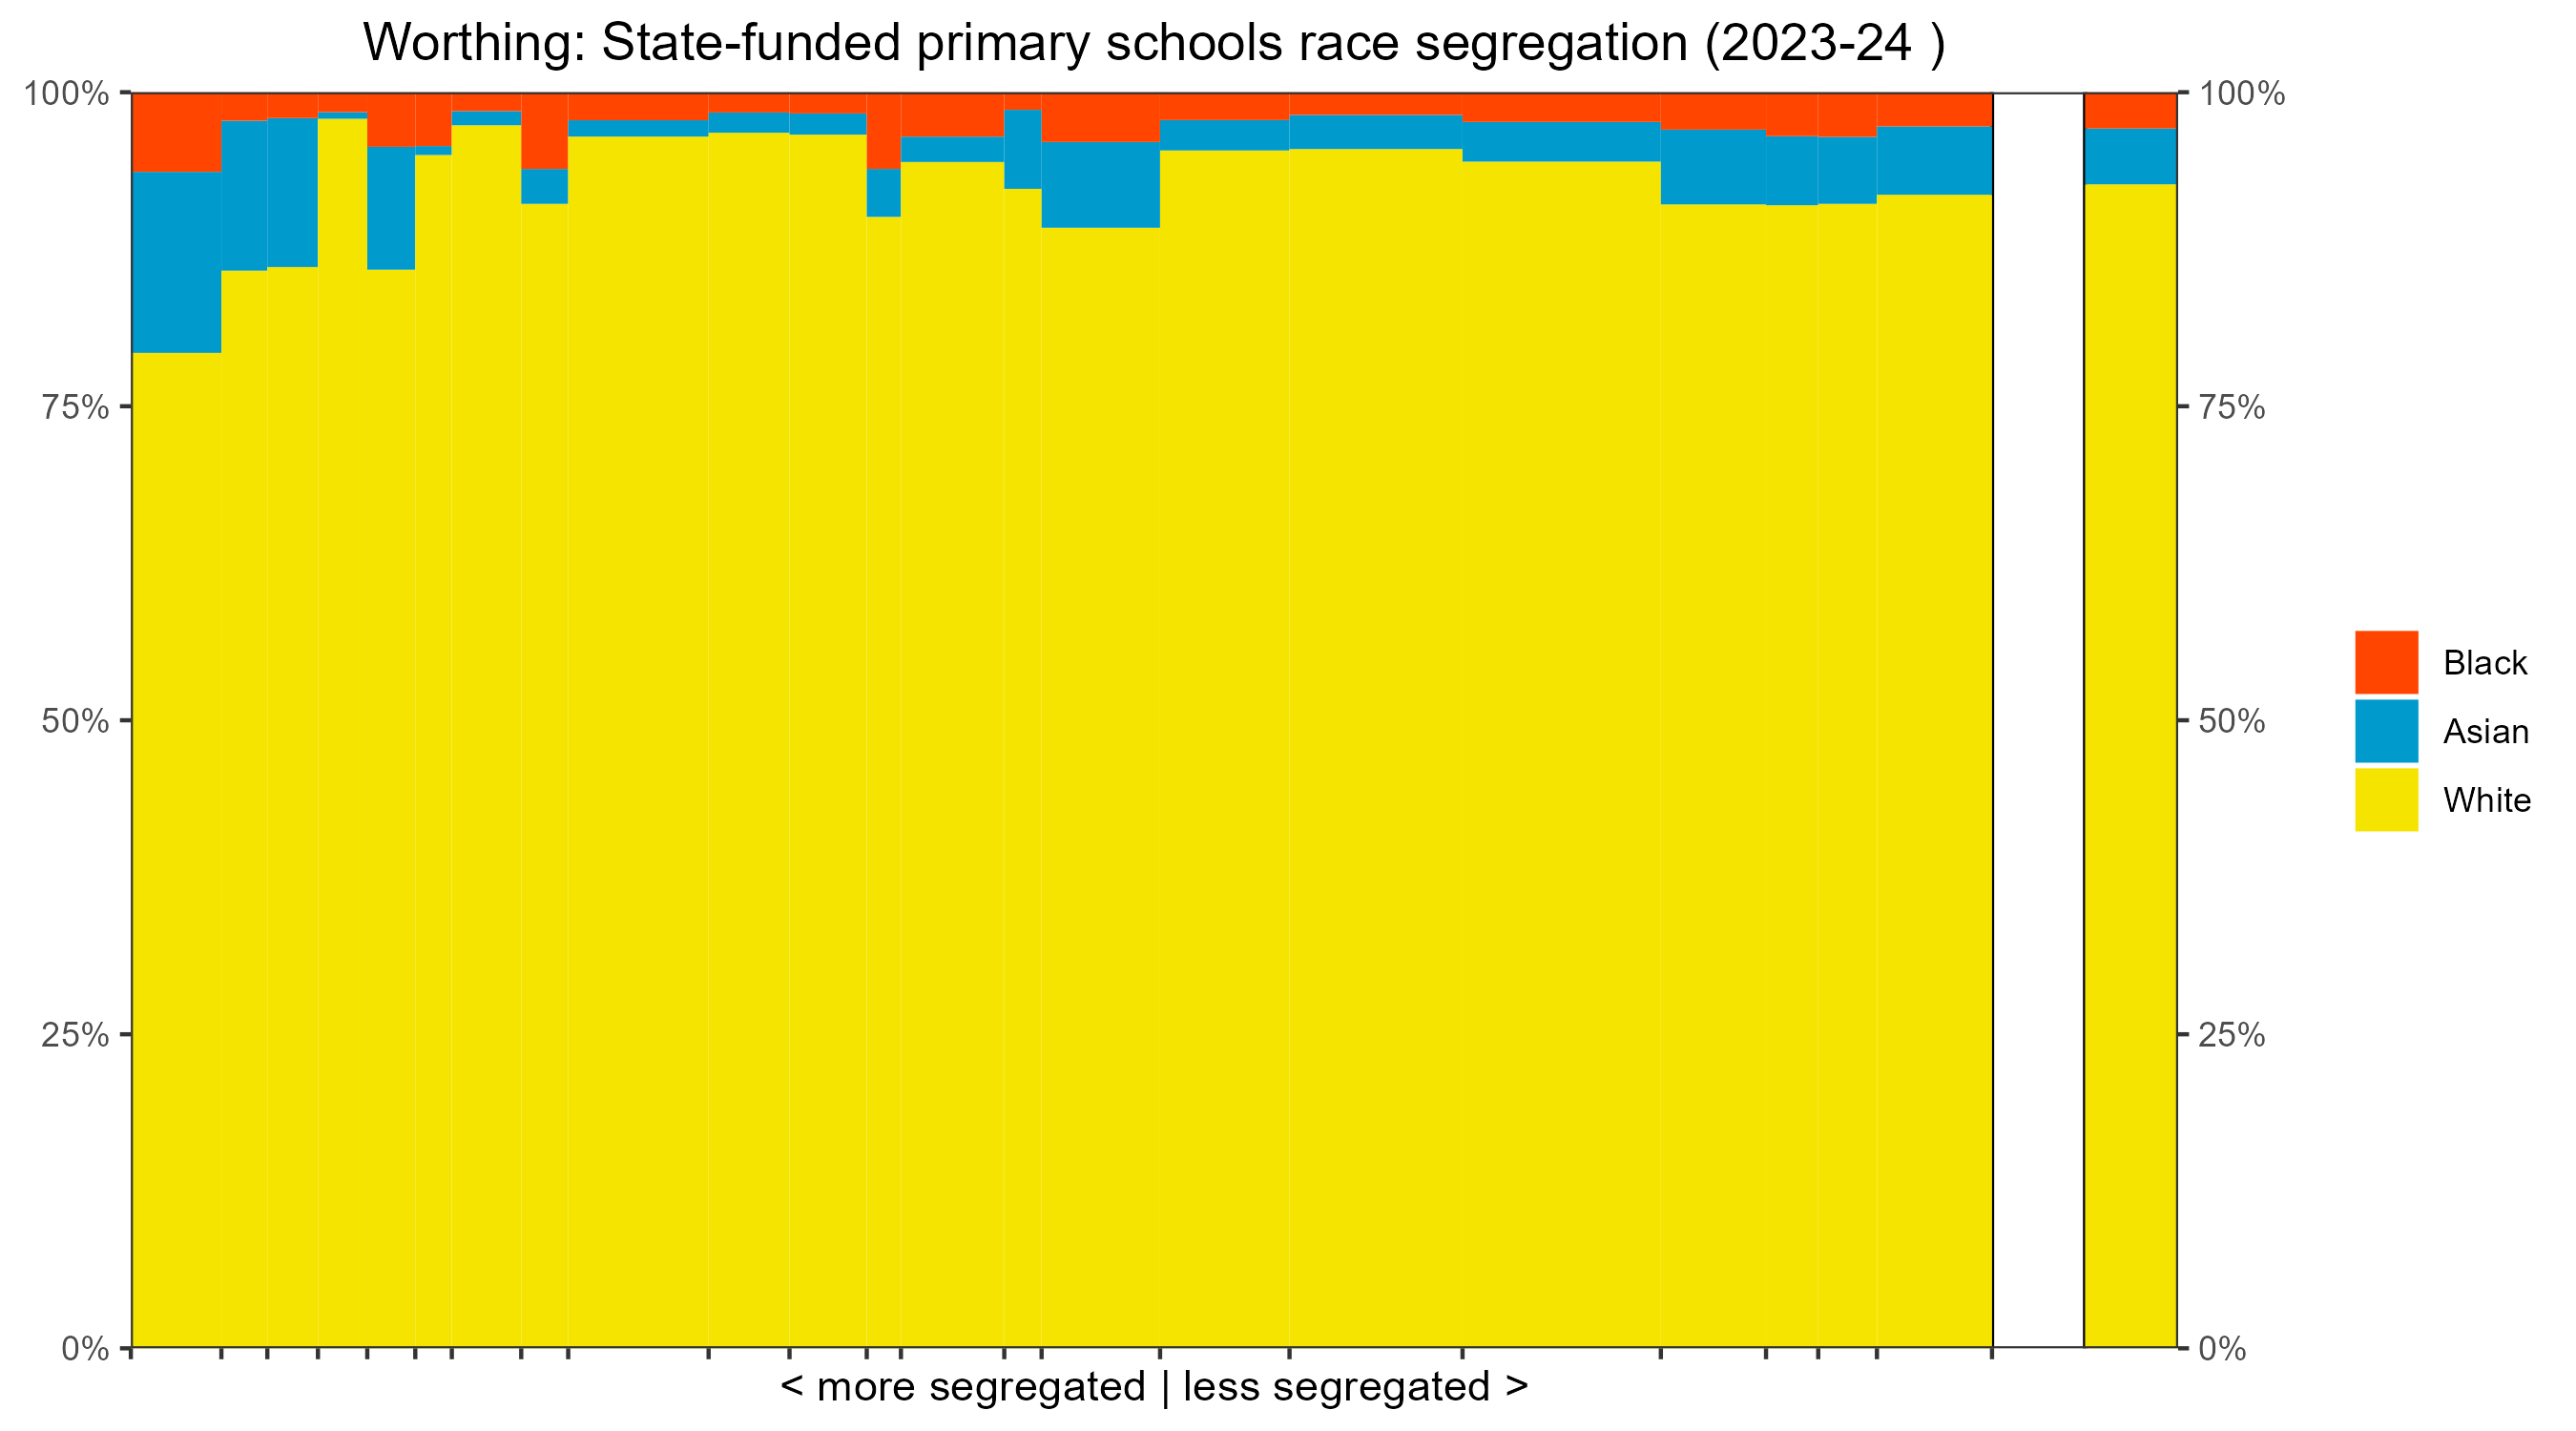 Worthing: State-funded primary schools race segregation (2023-24 )
100%
75%
50%
25%
0%
100%
75%
50%
25%
0%
Black
Asian
White
< more segregated | less segregated >